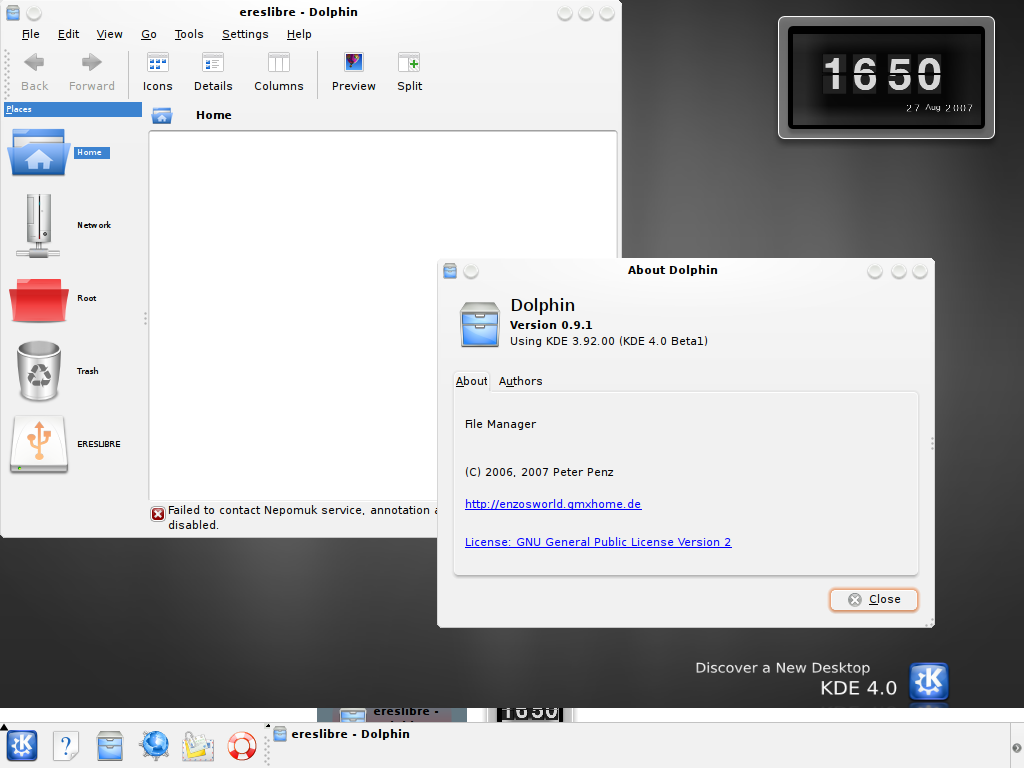 ereslibre - Dolphin
File Edit View Go Tools Settings Help
Back Forward Icons Details Columns Preview Split
Places
Home
Home
Network
Root
Trash
ERESLIBRE
Failed to contact Nepomuk service, annotation
disabled.
16 50
27 Aug 2007
About Dolphin
Dolphin
Version 0.9.1
Using KDE 3.92.00 (KDE 4.0 Beta1)
About Authors
File Manager
(C) 2006, 2007 Peter Penz
http://enzosworld.gmxhome.de
License: GNU General Public License Version 2
Close
Discover a New Desktop
KDE 4.0
ereslibre -
1650
ereslibre - Dolphin